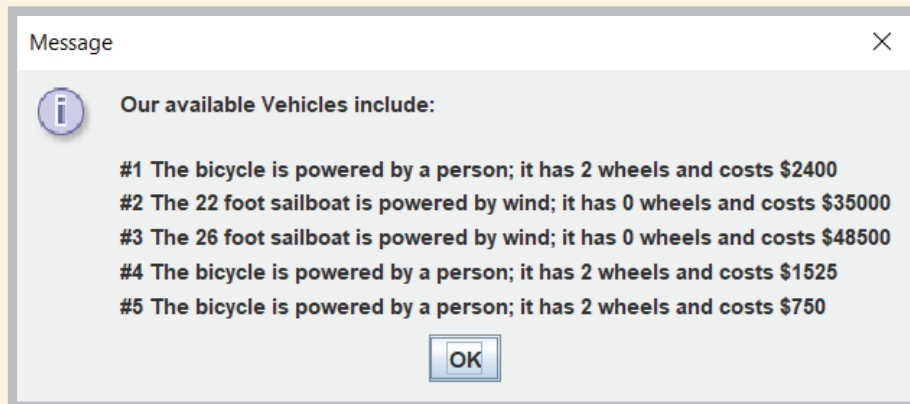 Message
Our available Vehicles include:
#1 The bicycle is powered by a person; it has 2 wheels and costs $2400
#2 The 22 foot sailboat is powered by wind; it has 0 wheels and costs $35000
#3 The 26 foot sailboat is powered by wind; it has 0 wheels and costs $48500
#4 The bicycle is powered by a person; it has 2 wheels and costs $1525
#5 The bicycle is powered by a person; it has 2 wheels and costs $750
OK